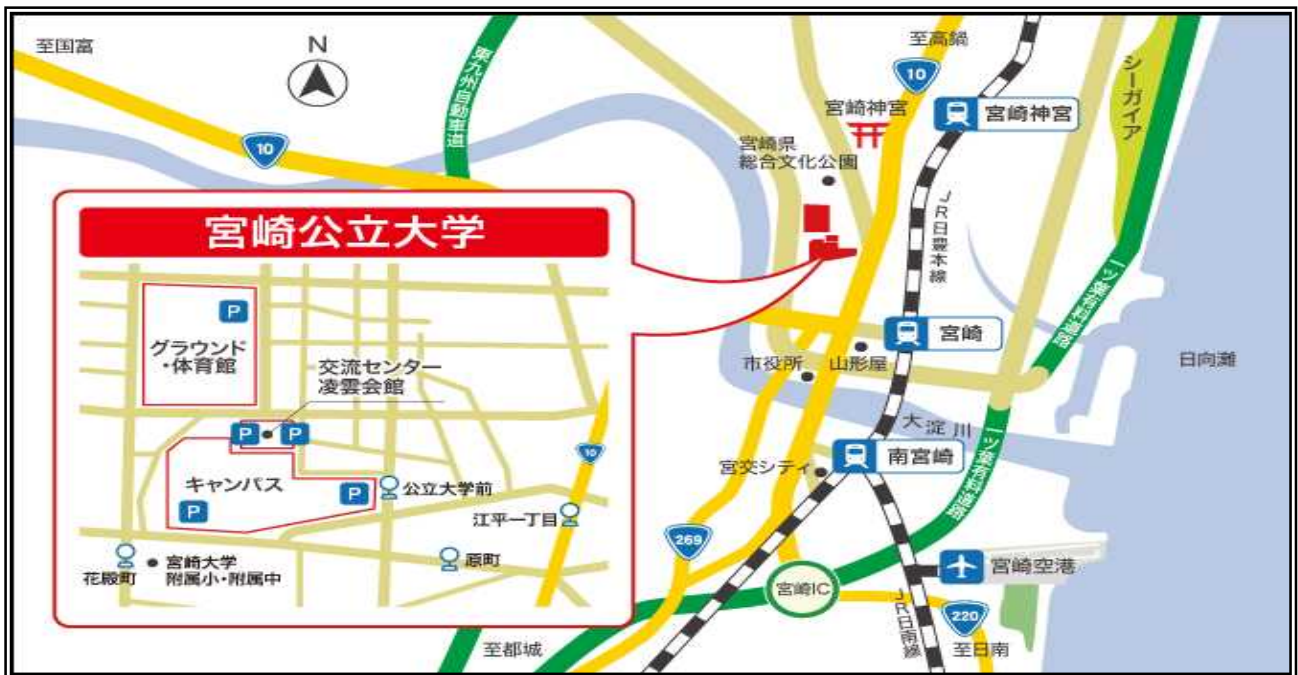 至国富
N
10
東九州自動車道
至高鍋
10
宮崎神宮
宮崎神宮
宮崎県
総合文化公園
シーガイア
JR日豊本線
一ツ葉有料道路
日向灘
宮崎
市役所
山形屋
大淀川
南宮崎
宮交シティ
一ツ葉有料道路
269
宮崎IC
宮崎空港
220
JR日南線
至日南
至都城
宮崎公立大学
P
グラウンド
・体育館
交流センター
凌雲会館
P
P
10
キャンパス
P
P
公立大学前
江平一丁目
花殿町
宮崎大学
附属小・附属中
原町